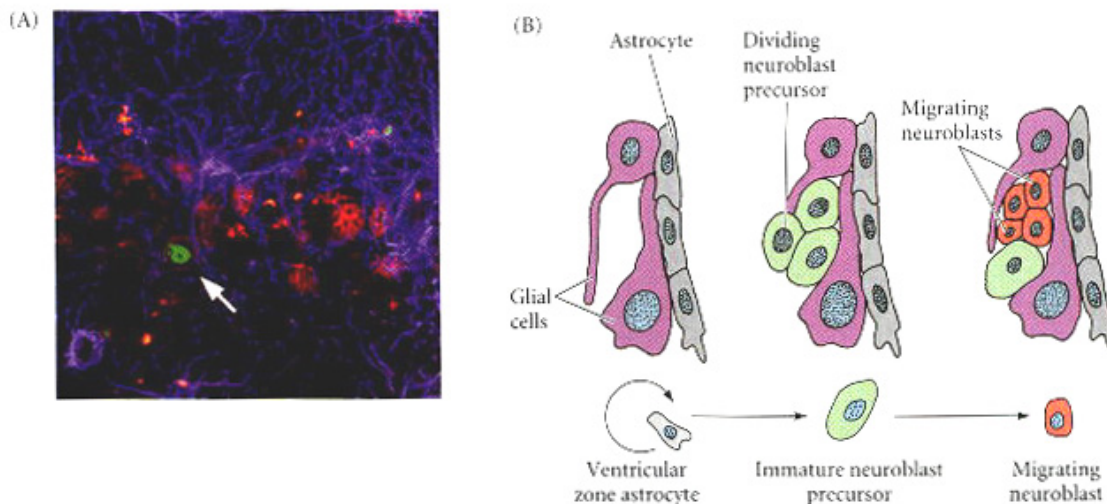 (A)
(B)
Astrocyte
Dividing
neuroblast
precursor
Migrating
neuroblasts
Glial
cells
Ventricular
zone astrocyte
Immature neuroblast
precursor
Migrating
neuroblast